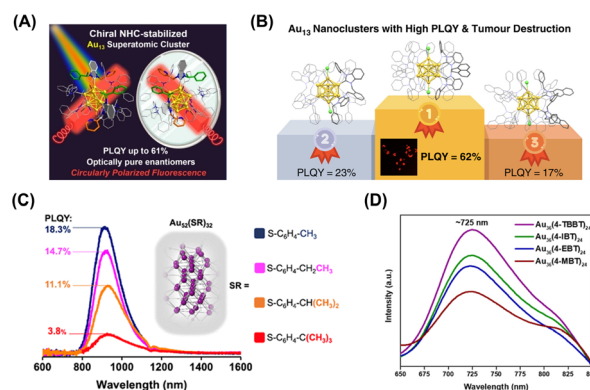 (A)
Chiral NHC-stabilized
Au13 Superatomic Cluster
PLQY up to 61%
Optically pure enantiomers
Circularly Polarized Fluorescence
(B)
Au13 Nanoclusters with High PLQY & Tumour Destruction
2
1
3
PLQY = 23%
PLQY = 62%
PLQY = 17%
(C)
PLQY:
18.3%
14.7%
11.1%
3.8%
Au52(SR)32
SR =
S-C6H4-CH3
S-C6H4-CH2CH3
S-C6H4-CH(CH3)2
S-C6H4-C(CH3)3
600 800 1000 1200 1400 1600
Wavelength (nm)
(D)
~725 nm
Au36(4-TBBT)24
Au36(4-IBT)24
Au36(4-EBT)24
Au36(4-MBT)24
Intensity (a.u.)
650 675 700 725 750 775 800 825
Wavelength (nm)